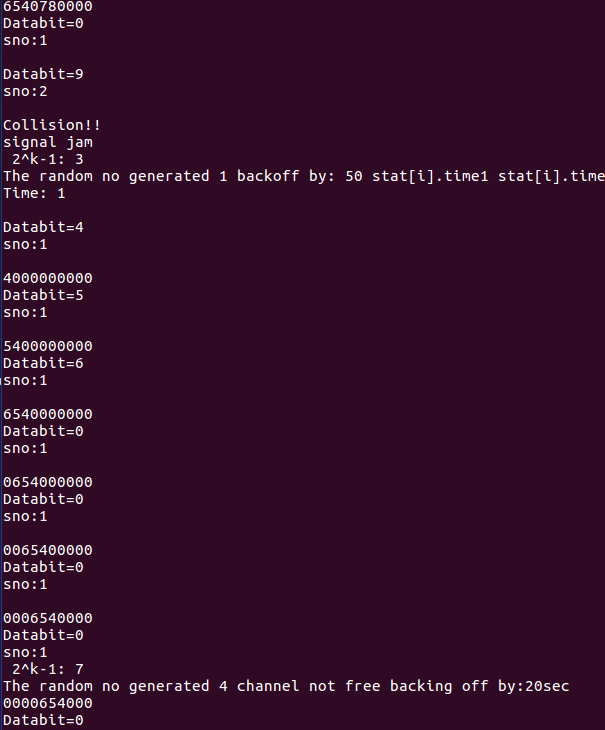 6540780000
Databit=0
sno:1
Databit=9
sno:2
Collision!!
signal jam
2^k-1: 3
The random no generated 1 backoff by: 50 stat[i].time1 stat[i].time
Time: 1
Databit=4
sno:1
4000000000
Databit=5
sno:1
5400000000
Databit=6
sno:1
6540000000
Databit=0
sno:1
0654000000
Databit=0
sno:1
0065400000
Databit=0
sno:1
0006540000
Databit=0
sno:1
2^k-1: 7
The random no generated 4 channel not free backing off by:20sec
0000654000
Databit=0